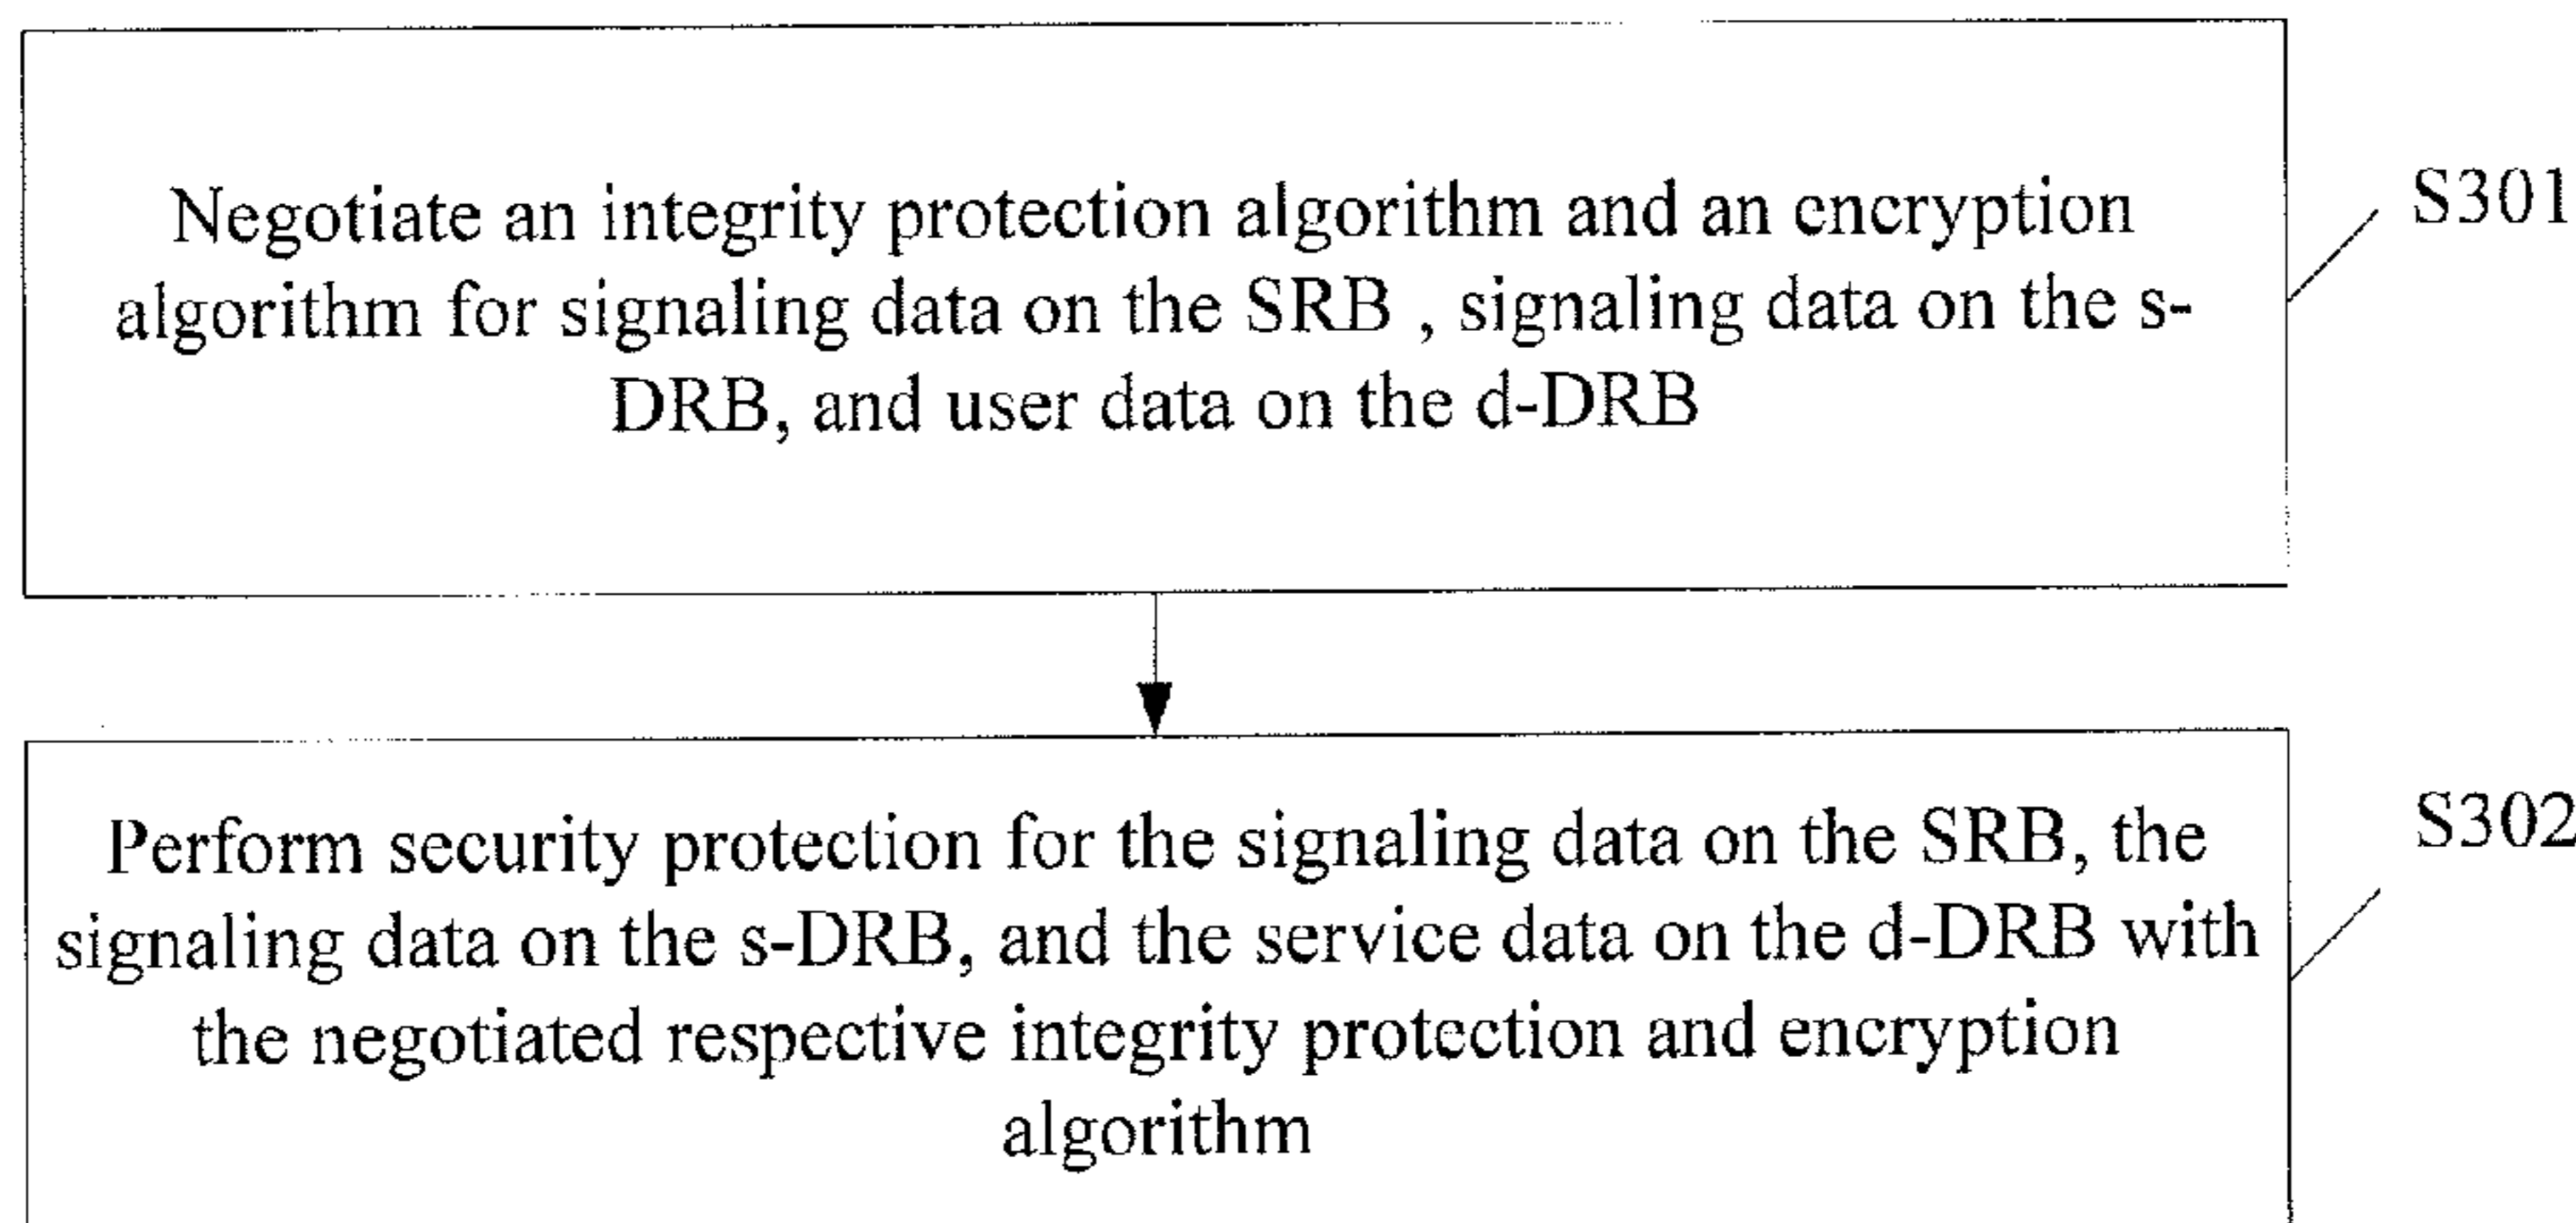 Negotiate an integrity protection algorithm and an encryption
algorithm for signaling data on the SRB , signaling data on the s-
DRB, and user data on the d-DRB
S301
Perform security protection for the signaling data on the SRB, the
signaling data on the s-DRB, and the service data on the d-DRB with
the negotiated respective integrity protection and encryption
algorithm
S302